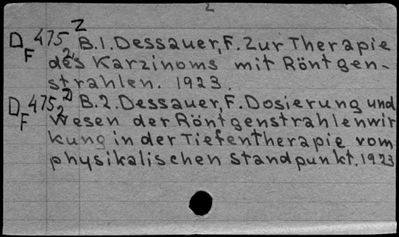 Z
D 475, Z B.1. Dessauer, F. Zur Therapie
F 2 des Karzinoms mit Röntgen-
strahlen. 1923.
D 475, D B.2. Dessauer, F. Dosierung und
F 2 Wesen der Röntgenstrahlenwir
kung in der Tiefentherapie vom
physikalischen Standpunkt. 1923